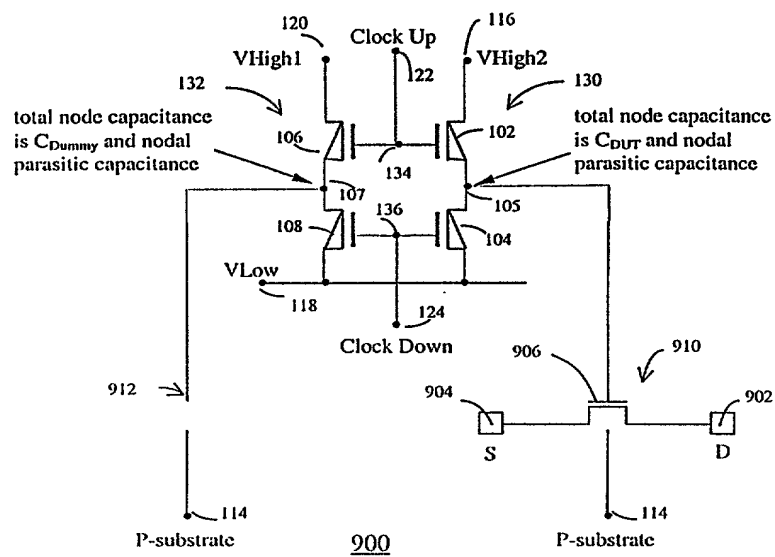 120
Clock Up
116
VHigh1
122
VHigh2
132
130
total node capacitance
is C_Dummy and nodal
parasitic capacitance
total node capacitance
is C_DUT and nodal
parasitic capacitance
106
102
134
107
105
108
136
104
VLow
118
124
Clock Down
906
910
912
904
902
S
D
114
114
P-substrate
900
P-substrate